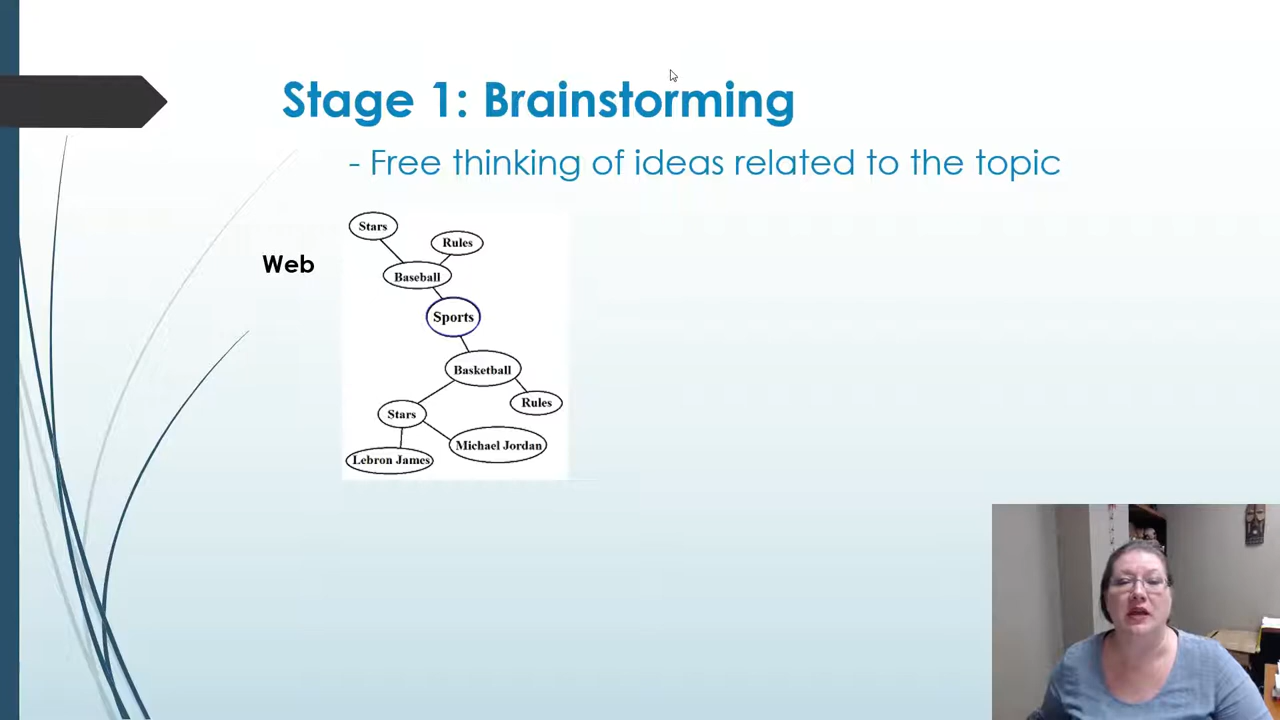 Stage 1: Brainstorming
- Free thinking of ideas related to the topic
Web
Stars
Rules
Baseball
Sports
Basketball
Rules
Stars
Michael Jordan
Lebron James